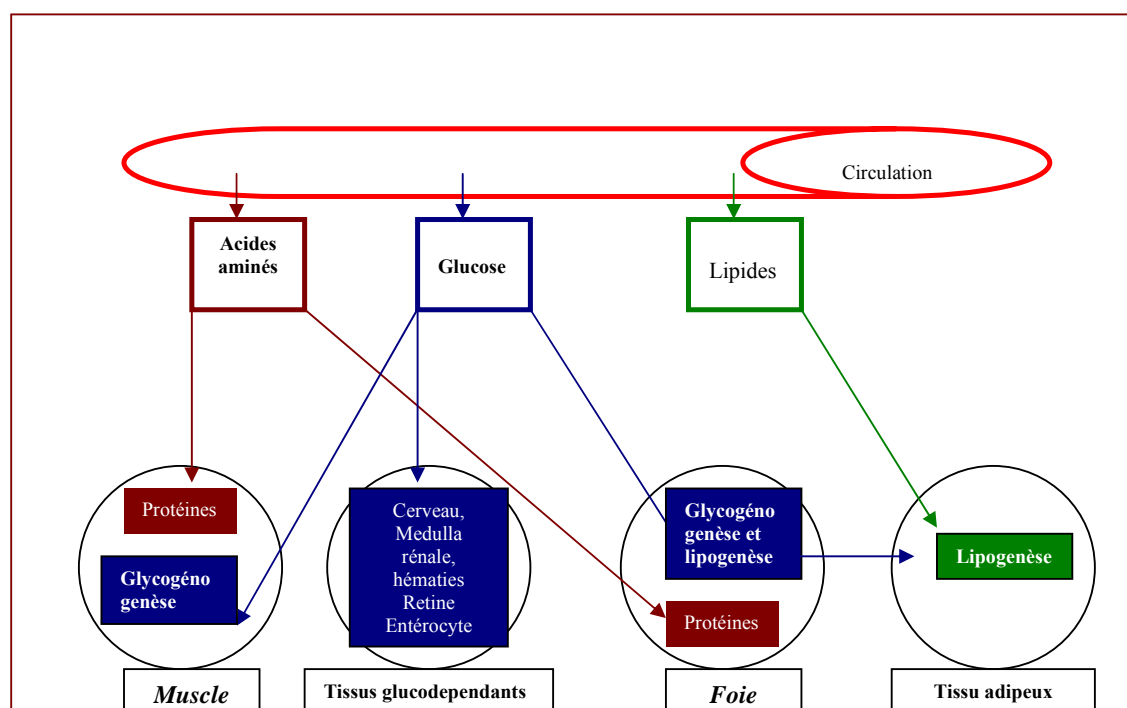 Circulation
Acides
aminés
Glucose
Lipides
Protéines
Glycogéno
genèse
Cerveau,
Medulla
rénale,
hématies
Retine
Entérocyte
Glycogéno
genèse et
lipogenèse
Protéines
Lipogenèse
Muscle
Tissus glucodependants
Foie
Tissu adipeux